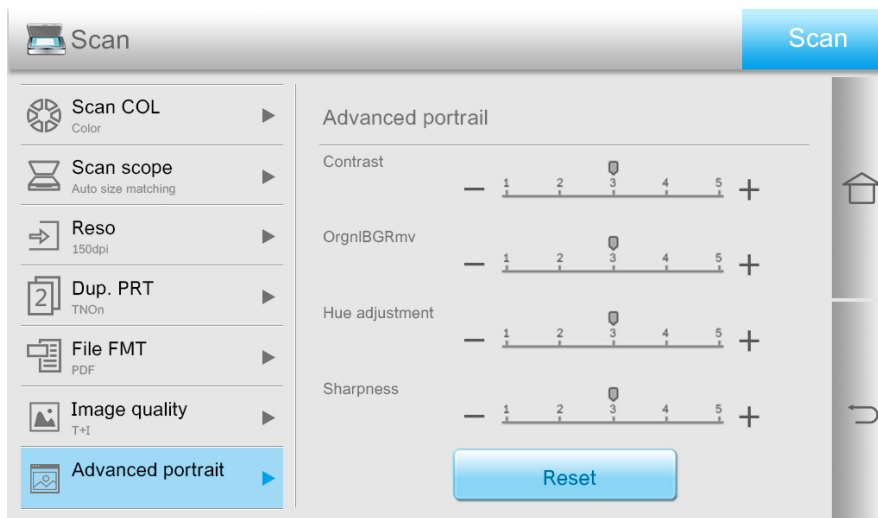 Scan
Scan
Scan COL
Color
Scan scope
Auto size matching
Reso
150dpi
2
Dup. PRT
TNOn
File FMT
PDF
Image quality
T+I
Advanced portrait
Advanced portrail
Contrast
− 1 2 3 4 5 +
OrgnlBGRmv
− 1 2 3 4 5 +
Hue adjustment
− 1 2 3 4 5 +
Sharpness
− 1 2 3 4 5 +
Reset